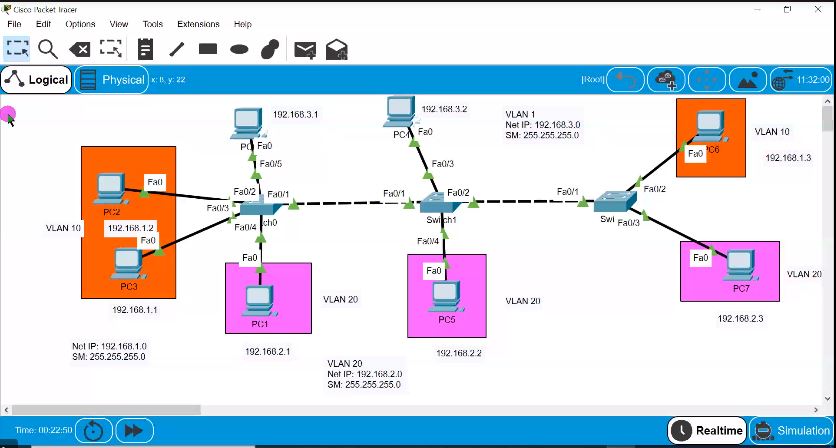 Cisco Packet Tracer
File Edit Options View Tools Extensions Help
Logical Physical x: 8, y: 22 [Root] 11:32:00
192.168.3.1
192.168.3.2
VLAN 1
Net IP: 192.168.3.0
SM: 255.255.255.0
VLAN 10
192.168.1.3
Fa0
Fa0/5
PC4
Fa0
Fa0/3
Fa0
Fa0/2
Fa0
PC2
Fa0/2
Fa0/1
Fa0/3
Fa0/4
Fa0/1
Fa0/2
Switch1
Fa0/4
Fa0/1
Fa0/3
VLAN 10
192.168.1.2
Fa0
PC3
192.168.1.1
Fa0
PC1
VLAN 20
192.168.2.1
Fa0
PC5
VLAN 20
192.168.2.2
Fa0
PC7
VLAN 20
192.168.2.3
Net IP: 192.168.1.0
SM: 255.255.255.0
VLAN 20
Net IP: 192.168.2.0
SM: 255.255.255.0
Time: 00:22:50 Realtime Simulation